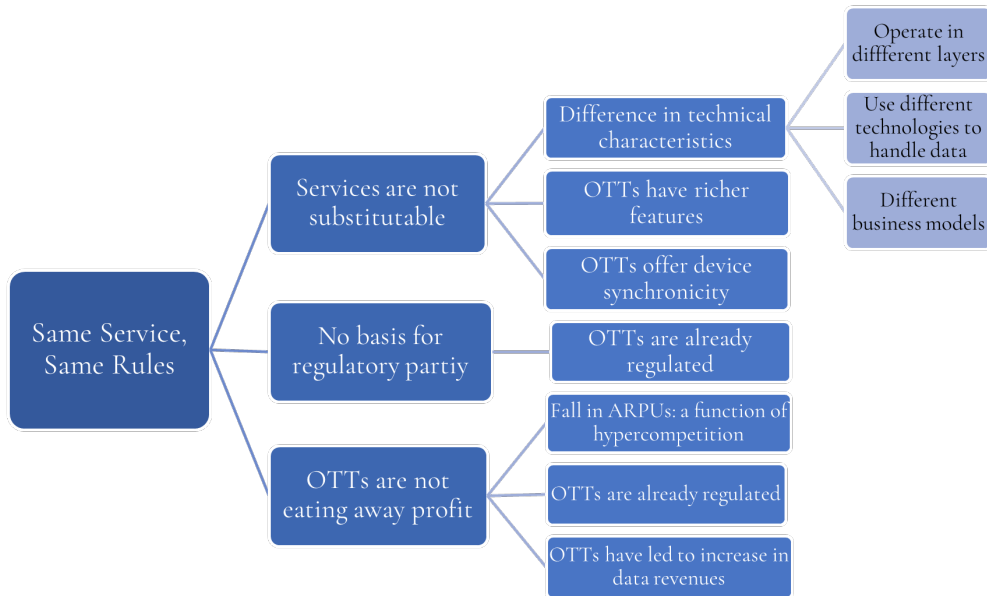 Same Service,
Same Rules
Services are not
substitutable
Difference in technical
characteristics
Operate in
diffferent layers
Use different
technologies to
handle data
Different
business models
OTTs have richer
features
OTTs offer device
synchronicity
No basis for
regulatory partiy
OTTs are already
regulated
OTTs are not
eating away profit
Fall in ARPUs: a function of
hypercompetition
OTTs are already regulated
OTTs have led to increase in
data revenues